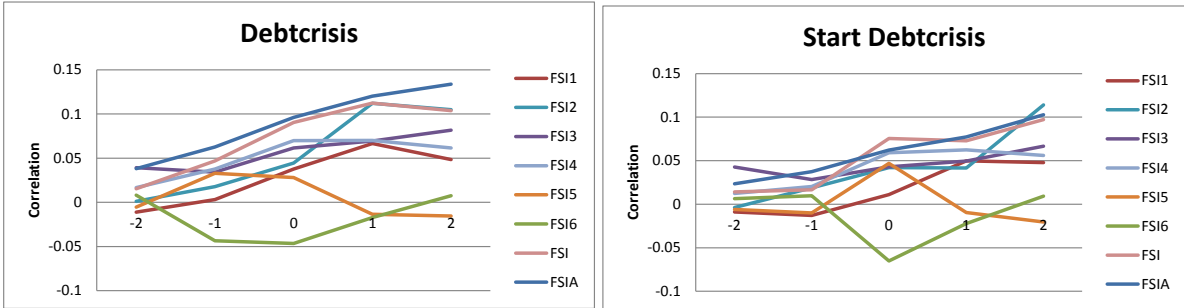 Debtcrisis
0.15
0.1
0.05
0
-0.05
-0.1
Correlation
-2 -1 0 1 2
FSI1
FSI2
FSI3
FSI4
FSI5
FSI6
FSI
FSIA
Start Debtcrisis
0.15
0.1
0.05
0
-0.05
-0.1
Correlation
-2 -1 0 1 2
FSI1
FSI2
FSI3
FSI4
FSI5
FSI6
FSI
FSIA